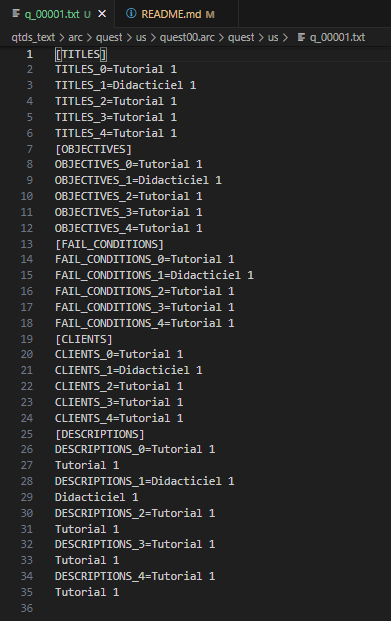 q_00001.txt U
README.md M
qtds_text > arc > quest > us > quest00.arc > quest > us > q_00001.txt
1 [TITLES]
2 TITLES_0=Tutorial 1
3 TITLES_1=Didacticiel 1
4 TITLES_2=Tutorial 1
5 TITLES_3=Tutorial 1
6 TITLES_4=Tutorial 1
7 [OBJECTIVES]
8 OBJECTIVES_0=Tutorial 1
9 OBJECTIVES_1=Didacticiel 1
10 OBJECTIVES_2=Tutorial 1
11 OBJECTIVES_3=Tutorial 1
12 OBJECTIVES_4=Tutorial 1
13 [FAIL_CONDITIONS]
14 FAIL_CONDITIONS_0=Tutorial 1
15 FAIL_CONDITIONS_1=Didacticiel 1
16 FAIL_CONDITIONS_2=Tutorial 1
17 FAIL_CONDITIONS_3=Tutorial 1
18 FAIL_CONDITIONS_4=Tutorial 1
19 [CLIENTS]
20 CLIENTS_0=Tutorial 1
21 CLIENTS_1=Didacticiel 1
22 CLIENTS_2=Tutorial 1
23 CLIENTS_3=Tutorial 1
24 CLIENTS_4=Tutorial 1
25 [DESCRIPTIONS]
26 DESCRIPTIONS_0=Tutorial 1
27 Tutorial 1
28 DESCRIPTIONS_1=Didacticiel 1
29 Didacticiel 1
30 DESCRIPTIONS_2=Tutorial 1
31 Tutorial 1
32 DESCRIPTIONS_3=Tutorial 1
33 Tutorial 1
34 DESCRIPTIONS_4=Tutorial 1
35 Tutorial 1
36